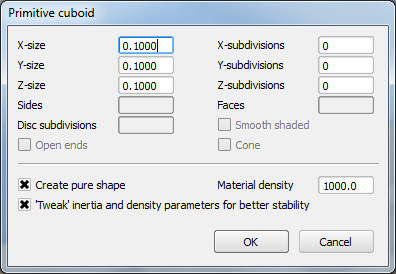 Primitive cuboid
X-size 0.1000 X-subdivisions 0
Y-size 0.1000 Y-subdivisions 0
Z-size 0.1000 Z-subdivisions 0
Sides Faces
Disc subdivisions Smooth shaded
Open ends Cone
Create pure shape Material density 1000.0
'Tweak' inertia and density parameters for better stability
OK Cancel